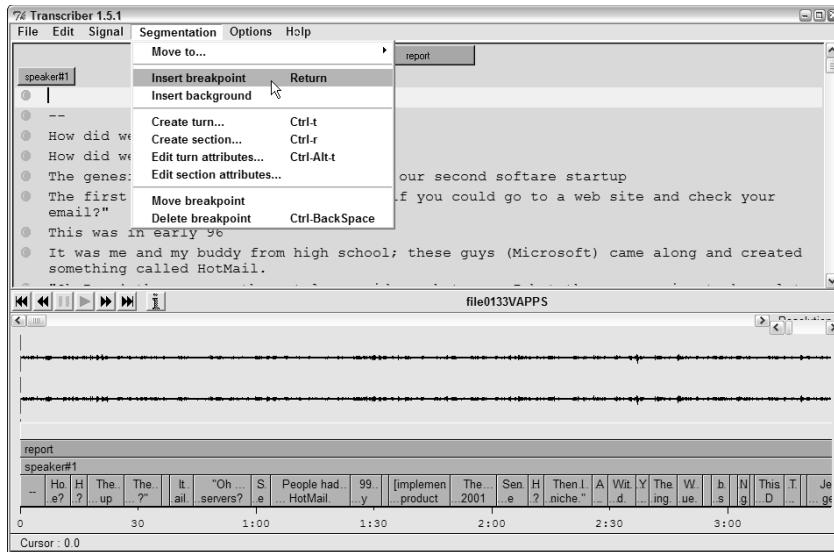 Transcriber 1.5.1
File Edit Signal Segmentation Options Help
Move to...
report
speaker#1
Insert breakpoint Return
Insert background
--
Create turn... Ctrl-t
How did we
Create section... Ctrl-r
How did we
Edit turn attributes... Ctrl-Alt-t
The genesi our second softare startup
Edit section attributes...
The first if you could go to a web site and check your
email?"
Move breakpoint
Delete breakpoint Ctrl-BackSpace
This was in early 96
It was me and my buddy from high school; these guys (Microsoft) came along and created
something called HotMail.
file0133VAPPS
report
speaker#1
-- Ho. H The.. The.. It.. "Oh ... S. People had.. 99.. [implemen The... Sen. H Then.I.. A Wit. Y The. W.. b. N This .T. Je
..e? .? ... up ... ?" .ail. ..servers? ..e ... HotMail. ...y ...product ...2001 ...e .? .niche." ... ..d. .. .ing. .ue. .s .g. ...D ... ... ge
0 30 1:00 1:30 2:00 2:30 3:00
Cursor : 0.0